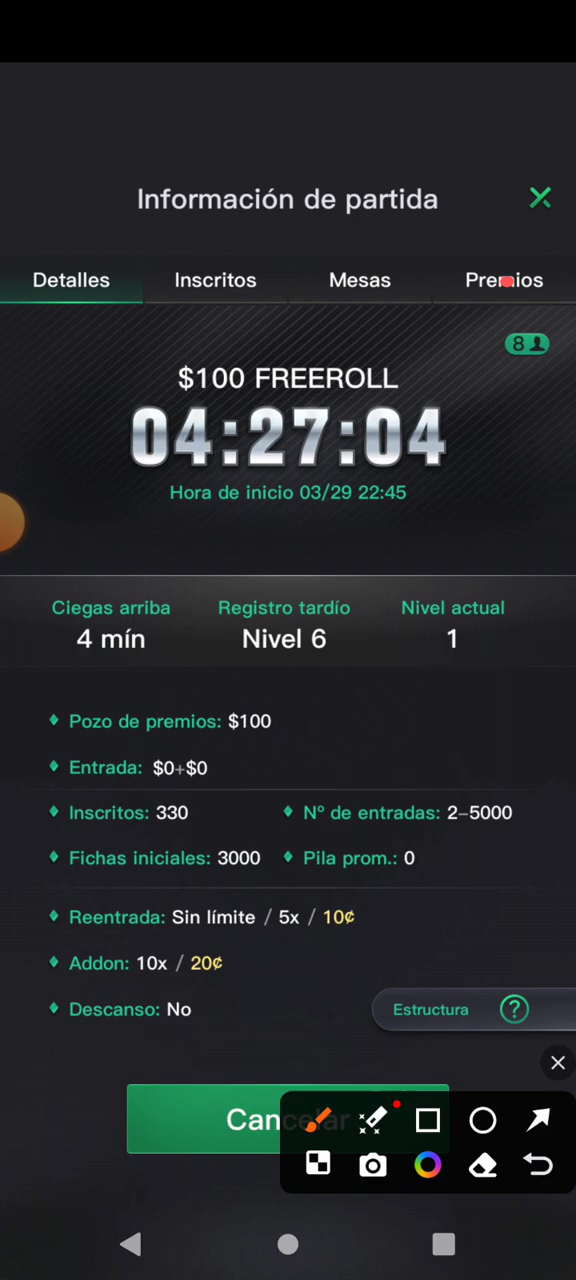 Información de partida
Detalles
Inscritos
Mesas
Premios
8
$100 FREEROLL
04:27:04
Hora de inicio 03/29 22:45
Ciegas arriba
Registro tardío
Nivel actual
4 mín
Nivel 6
1
Pozo de premios: $100
Entrada: $0+$0
Inscritos: 330
Nº de entradas: 2–5000
Fichas iniciales: 3000
Pila prom.: 0
Reentrada: Sin límite / 5x / 10¢
Addon: 10x / 20¢
Descanso: No
Estructura
?
Cancelar